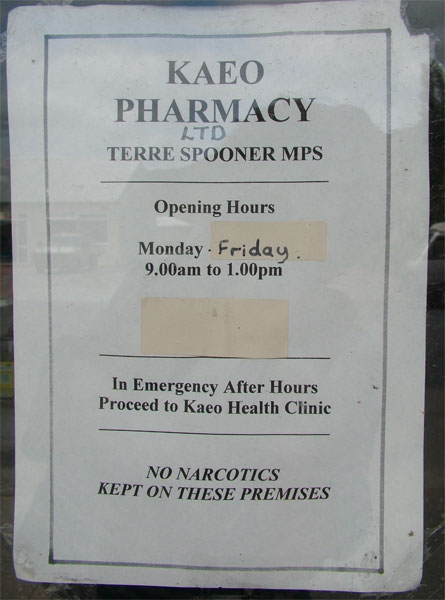 KAEO
PHARMACY
LTD
TERRE SPOONER MPS
Opening Hours
Monday - Friday.
9.00am to 1.00pm
In Emergency After Hours
Proceed to Kaeo Health Clinic
NO NARCOTICS
KEPT ON THESE PREMISES